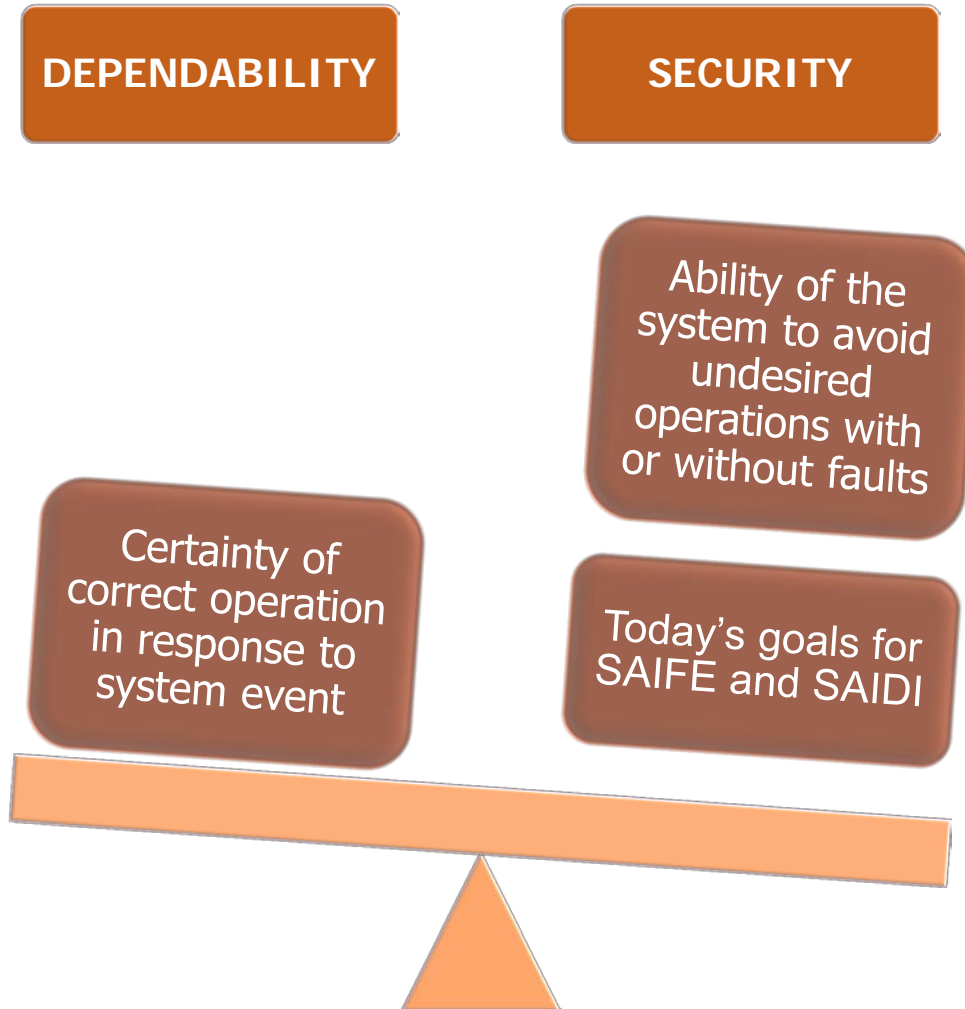 DEPENDABILITY
SECURITY
Ability of the
system to avoid
undesired
operations with
or without faults
Certainty of
correct operation
in response to
system event
Today’s goals for
SAIFE and SAIDI